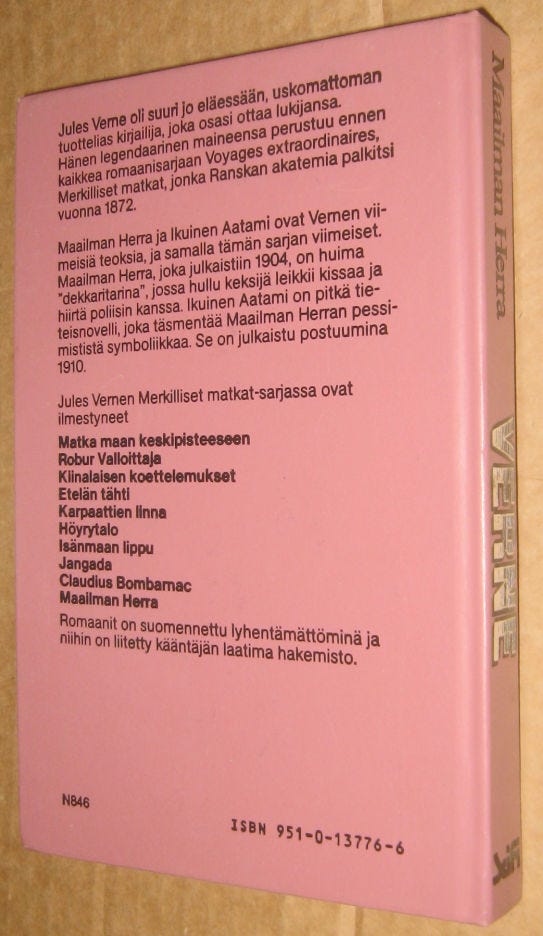 Jules Verne oli suuri jo eläessään, uskomattoman
tuottelias kirjailija, joka osasi ottaa lukijansa.
Hänen legendaarinen maineensa perustuu ennen
kaikkea romaanisarjaan Voyages extraordinaires,
Merkilliset matkat, jonka Ranskan akatemia palkitsi
vuonna 1872.
Maailman Herra ja Ikuinen Aatami ovat Vernen vii-
meisiä teoksia, ja samalla tämän sarjan viimeiset.
Maailman Herra, joka julkaistiin 1904, on huima
"dekkaritarina", jossa hullu keksijä leikkii kissaa ja
hiirtä poliisin kanssa. Ikuinen Aatami on pitkä tie-
teisnovelli, joka täsmentää Maailman Herran pessi-
mististä symboliikkaa. Se on julkaistu postuumina
1910.
Jules Vernen Merkilliset matkat-sarjassa ovat
ilmestyneet
Matka maan keskipisteeseen
Robur Valloittaja
Kiinalaisen koettelemukset
Etelän tähti
Karpaattien linna
Höyrytalo
Isänmaan lippu
Jangada
Claudius Bombarnac
Maailman Herra
Romaanit on suomennettu lyhentämättöminä ja
niihin on liitetty kääntäjän laatima hakemisto.
N846
ISBN 951-0-13776-6
Maailman Herra
VERNE